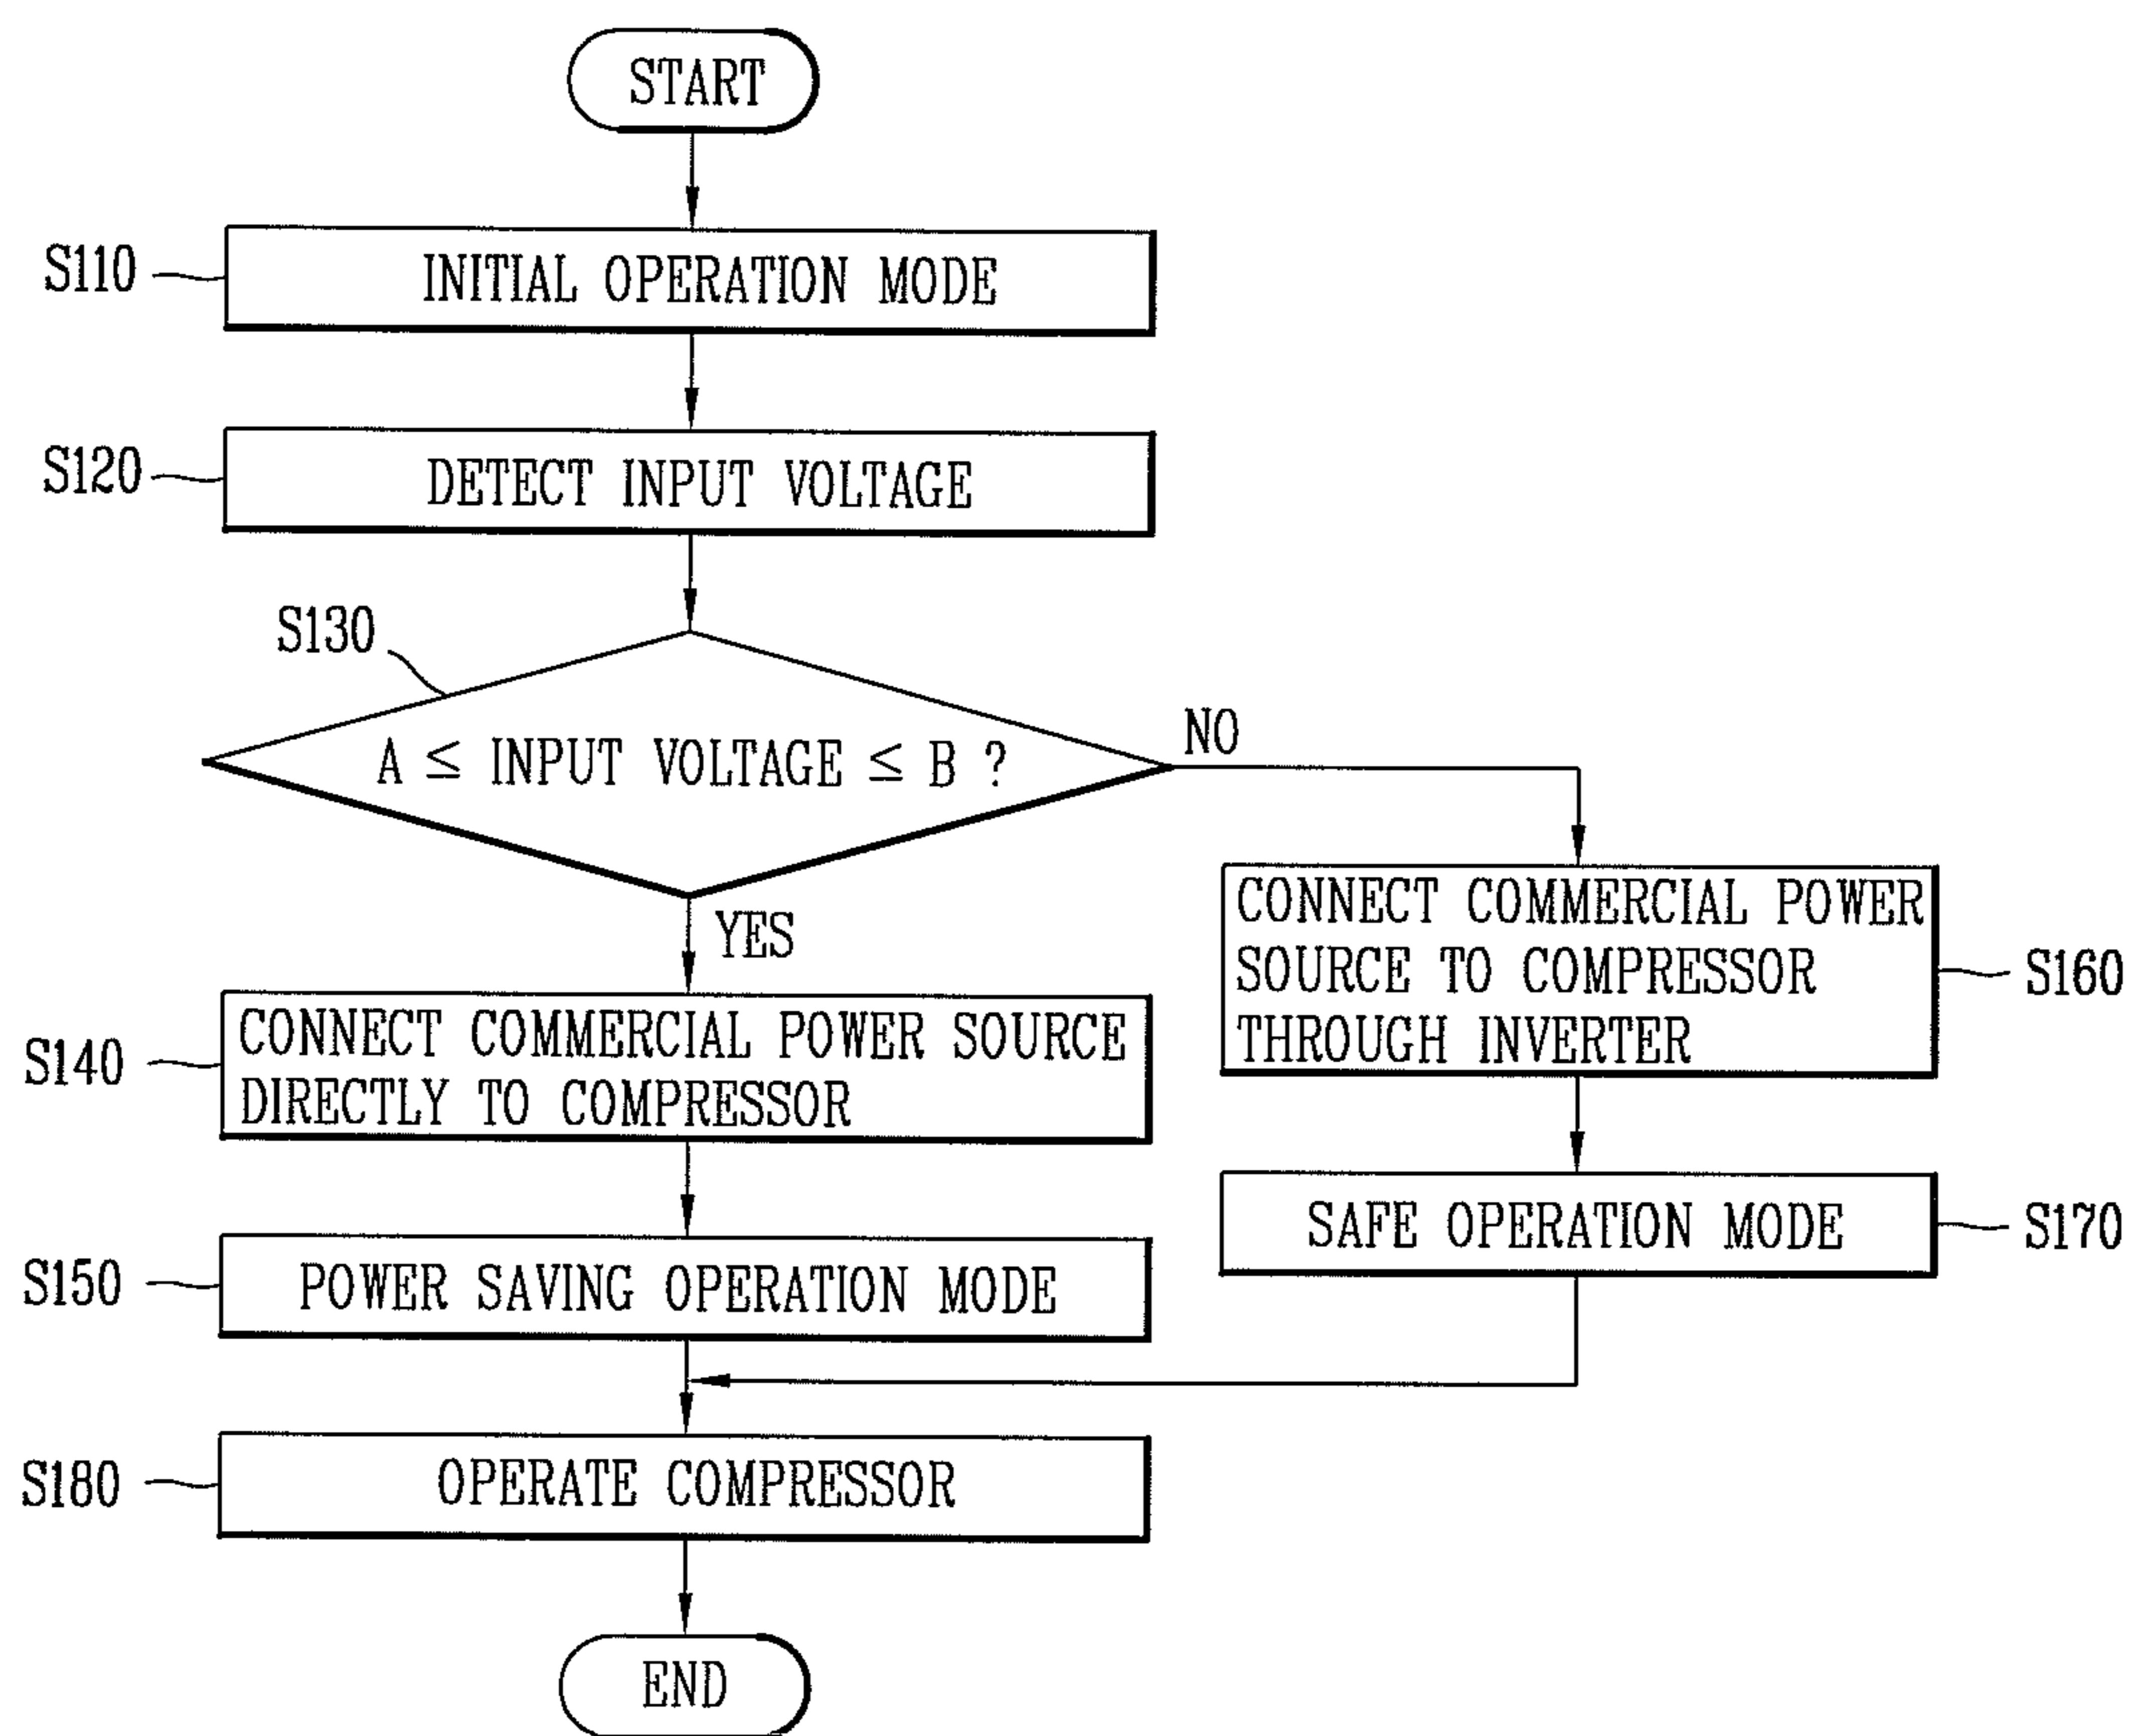 START
S110
INITIAL OPERATION MODE
S120
DETECT INPUT VOLTAGE
S130
A ≤ INPUT VOLTAGE ≤ B ?
NO
YES
S140
CONNECT COMMERCIAL POWER SOURCE
DIRECTLY TO COMPRESSOR
CONNECT COMMERCIAL POWER
SOURCE TO COMPRESSOR
THROUGH INVERTER
S160
S150
POWER SAVING OPERATION MODE
SAFE OPERATION MODE
S170
S180
OPERATE COMPRESSOR
END